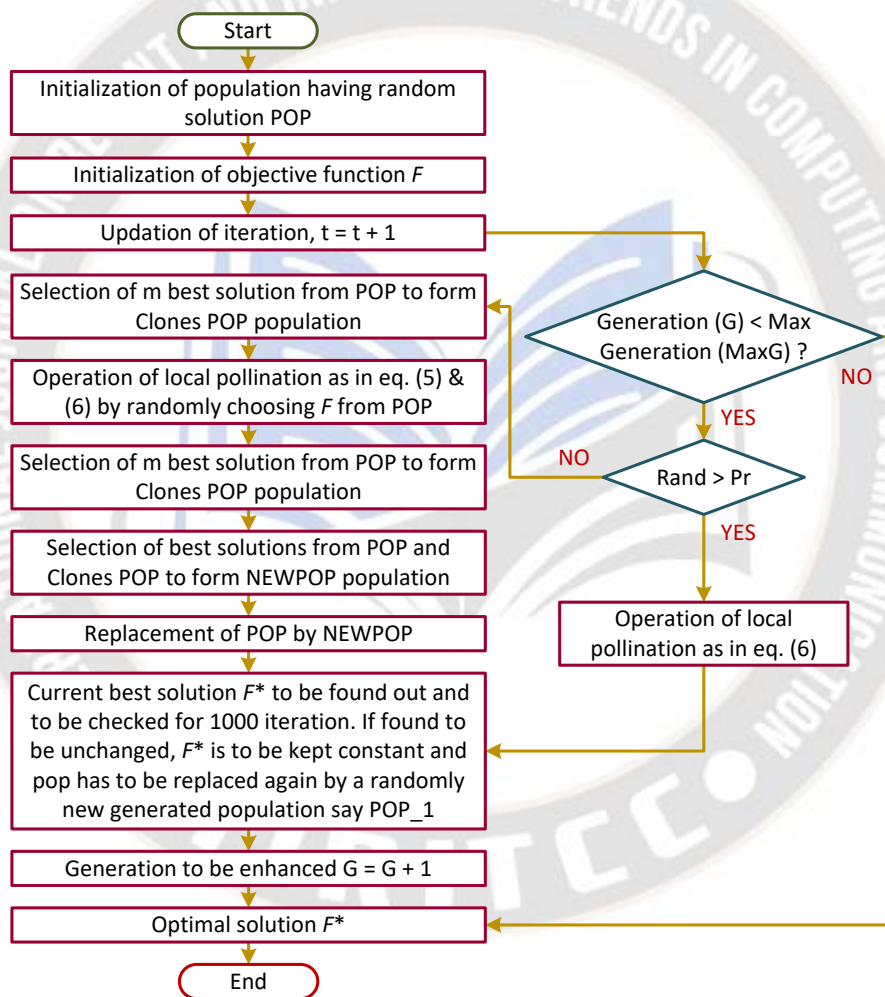 Start
Initialization of population having random
solution POP
Initialization of objective function F
Updation of iteration, t = t + 1
Selection of m best solution from POP to form
Clones POP population
Operation of local pollination as in eq. (5) &
(6) by randomly choosing F from POP
Selection of m best solution from POP to form
Clones POP population
Selection of best solutions from POP and
Clones POP to form NEWPOP population
Replacement of POP by NEWPOP
Current best solution F* to be found out and
to be checked for 1000 iteration. If found to
be unchanged, F* is to be kept constant and
pop has to be replaced again by a randomly
new generated population say POP_1
Generation to be enhanced G = G + 1
Optimal solution F*
End
Generation (G) < Max
Generation (MaxG) ?
NO
YES
Rand > Pr
NO
YES
Operation of local
pollination as in eq. (6)
TRENDS IN COMPUTING
COMMUNICATION
IJRITCC